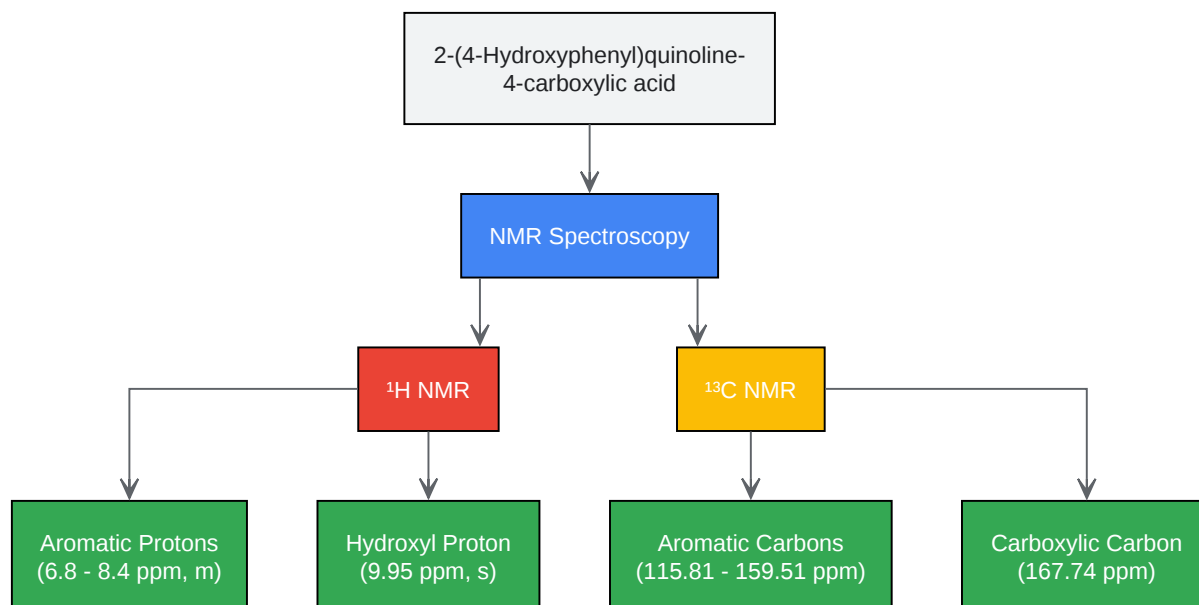 2-(4-Hydroxyphenyl)quinoline-
4-carboxylic acid
NMR Spectroscopy
¹H NMR
¹³C NMR
Aromatic Protons
(6.8 - 8.4 ppm, m)
Hydroxyl Proton
(9.95 ppm, s)
Aromatic Carbons
(115.81 - 159.51 ppm)
Carboxylic Carbon
(167.74 ppm)